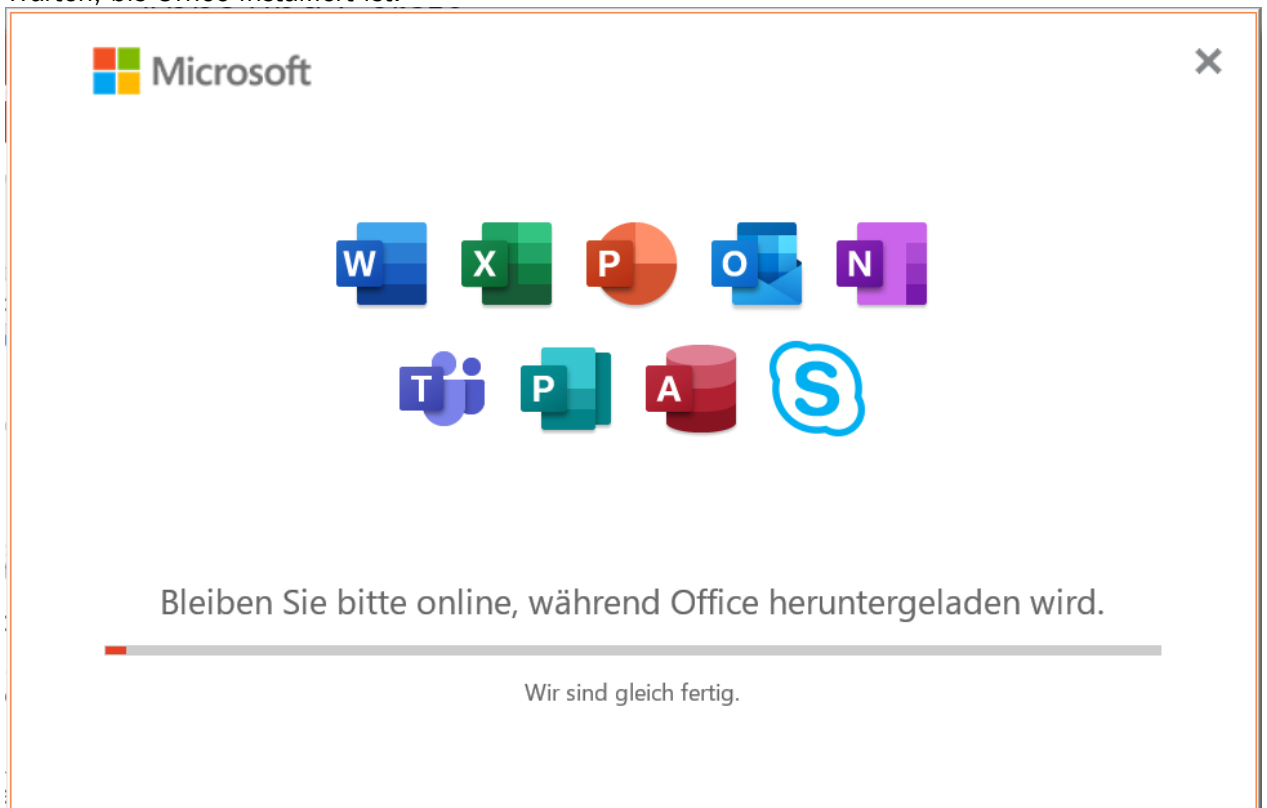 Microsoft
W X P O N
T P A S
Bleiben Sie bitte online, während Office heruntergeladen wird.
Wir sind gleich fertig.